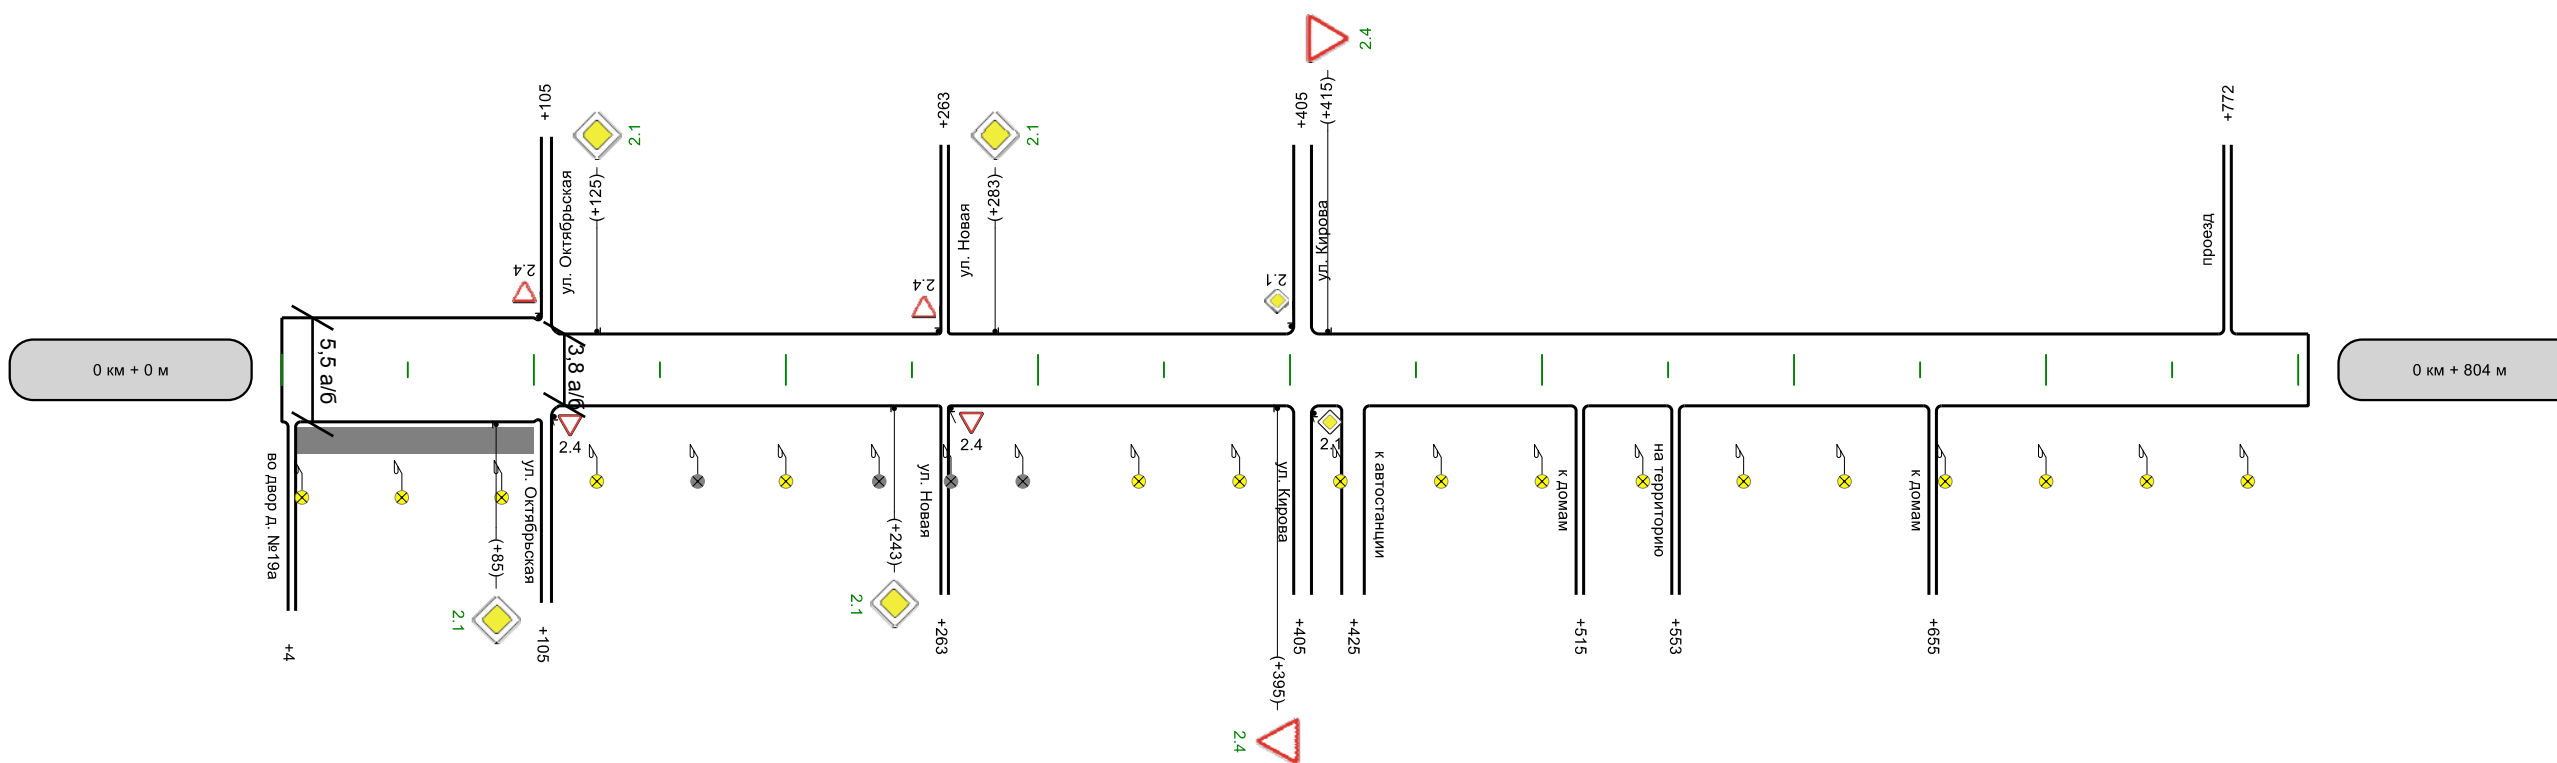 2.4
(+415)
+105
2.1
+263
2.1
+405
+772
ул. Октябрьская
(+125)
ул. Новая
(+283)
ул. Кирова
проезд
2.4
2.4
2.1
0 км + 0 м
5,5 а/б
3,8 а/б
0 км + 804 м
2.4
2.4
2.1
во двор д. №19а
(+85)
ул. Октябрьская
(+243)
ул. Новая
ул. Кирова
к автостанции
к домам
на территорию
к домам
2.1
2.1
+4
+105
+263
+405
+425
+515
+553
+655
(+395)
2.4